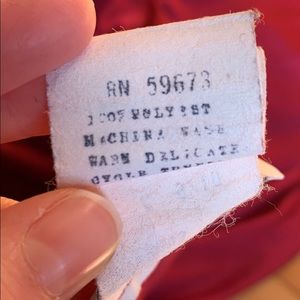 RN 59673
100% POLYEST
MACHINE WASH
WARM DELICATE
CYCLE